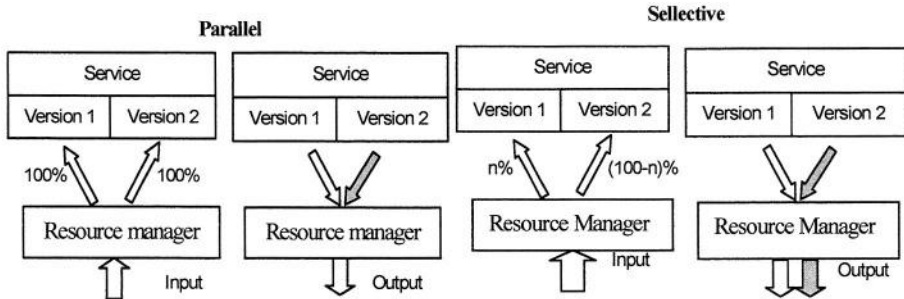 Parallel
Sellective
Service
Version 1
Version 2
100%
100%
Resource manager
Input
Service
Version 1
Version 2
Resource manager
Output
Service
Version 1
Version 2
n%
(100-n)%
Resource Manager
Input
Service
Version 1
Version 2
Resource Manager
Output